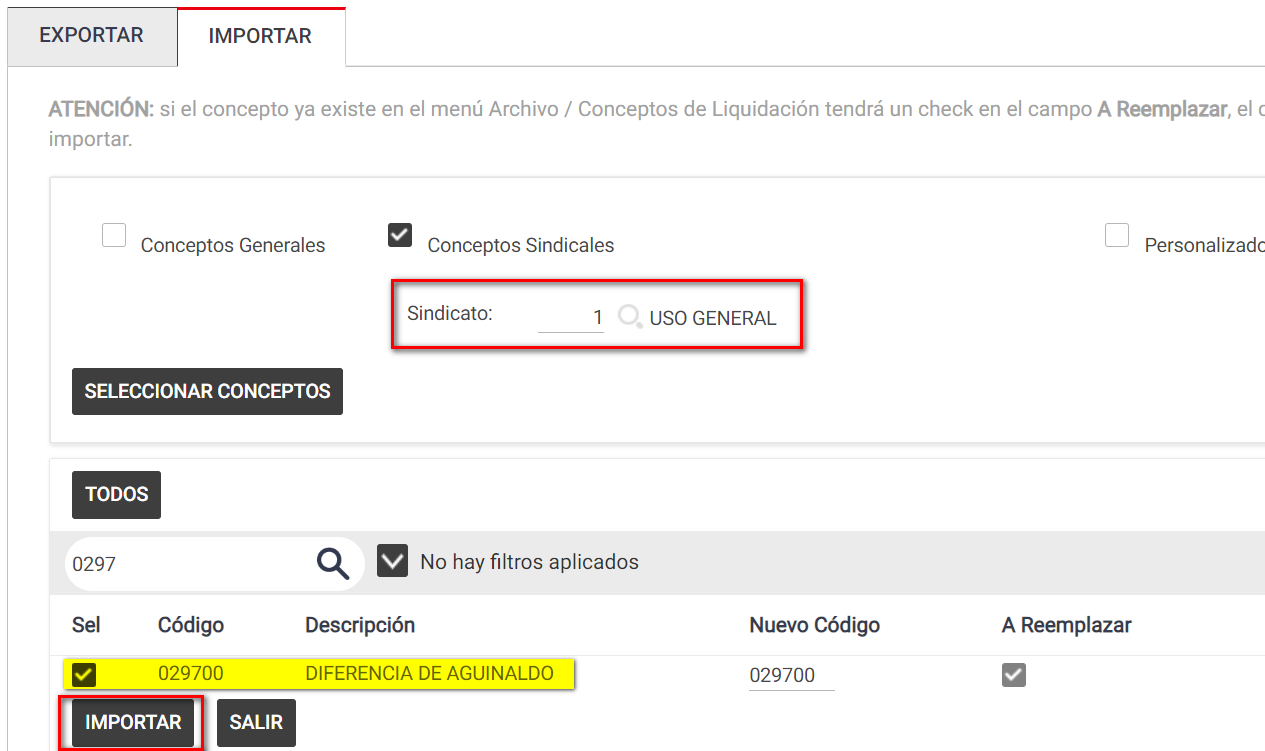 EXPORTAR IMPORTAR
ATENCIÓN: si el concepto ya existe en el menú Archivo / Conceptos de Liquidación tendrá un check en el campo A Reemplazar, el
importar.
Conceptos Generales Conceptos Sindicales Personalizado
Sindicato: 1 USO GENERAL
SELECCIONAR CONCEPTOS
TODOS
0297 No hay filtros aplicados
Sel Código Descripción Nuevo Código A Reemplazar
029700 DIFERENCIA DE AGUINALDO 029700
IMPORTAR SALIR